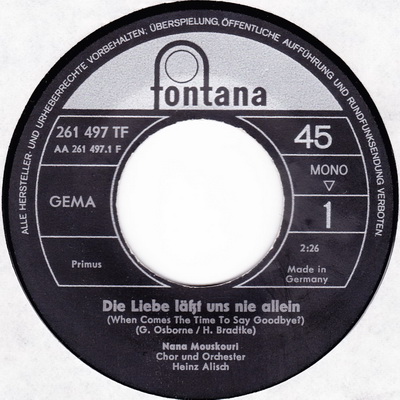 ALLE HERSTELLER- UND URHEBERRECHTE VORBEHALTEN; ÜBERSPIELUNG, ÖFFENTLICHE AUFFÜHRUNG UND RUNDFUNKSENDUNG VERBOTEN.
fontana
261 497 TF
AA 261 497.1 F
45
GEMA
MONO
1
Primus
2:26
Made in
Germany
Die Liebe läßt uns nie allein
(When Comes The Time To Say Goodbye?)
(G. Osborne / H. Bradtke)
Nana Mouskouri
Chor und Orchester
Heinz Alisch